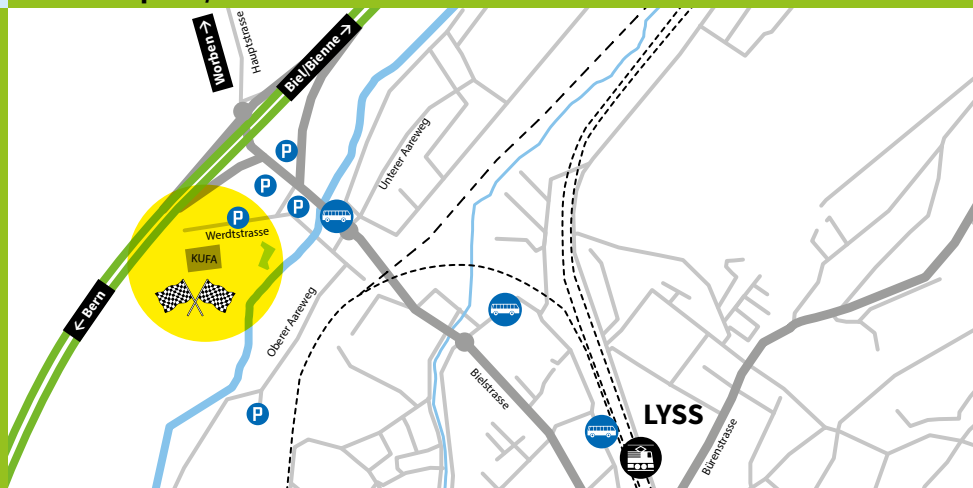 Worben
Hauptstrasse
Biel/Bienne
P
P
P
P
Unterer Aareweg
Werdtstrasse
KUFA
Bern
Oberer Aareweg
P
Bielstrasse
LYSS
Bürenstrasse